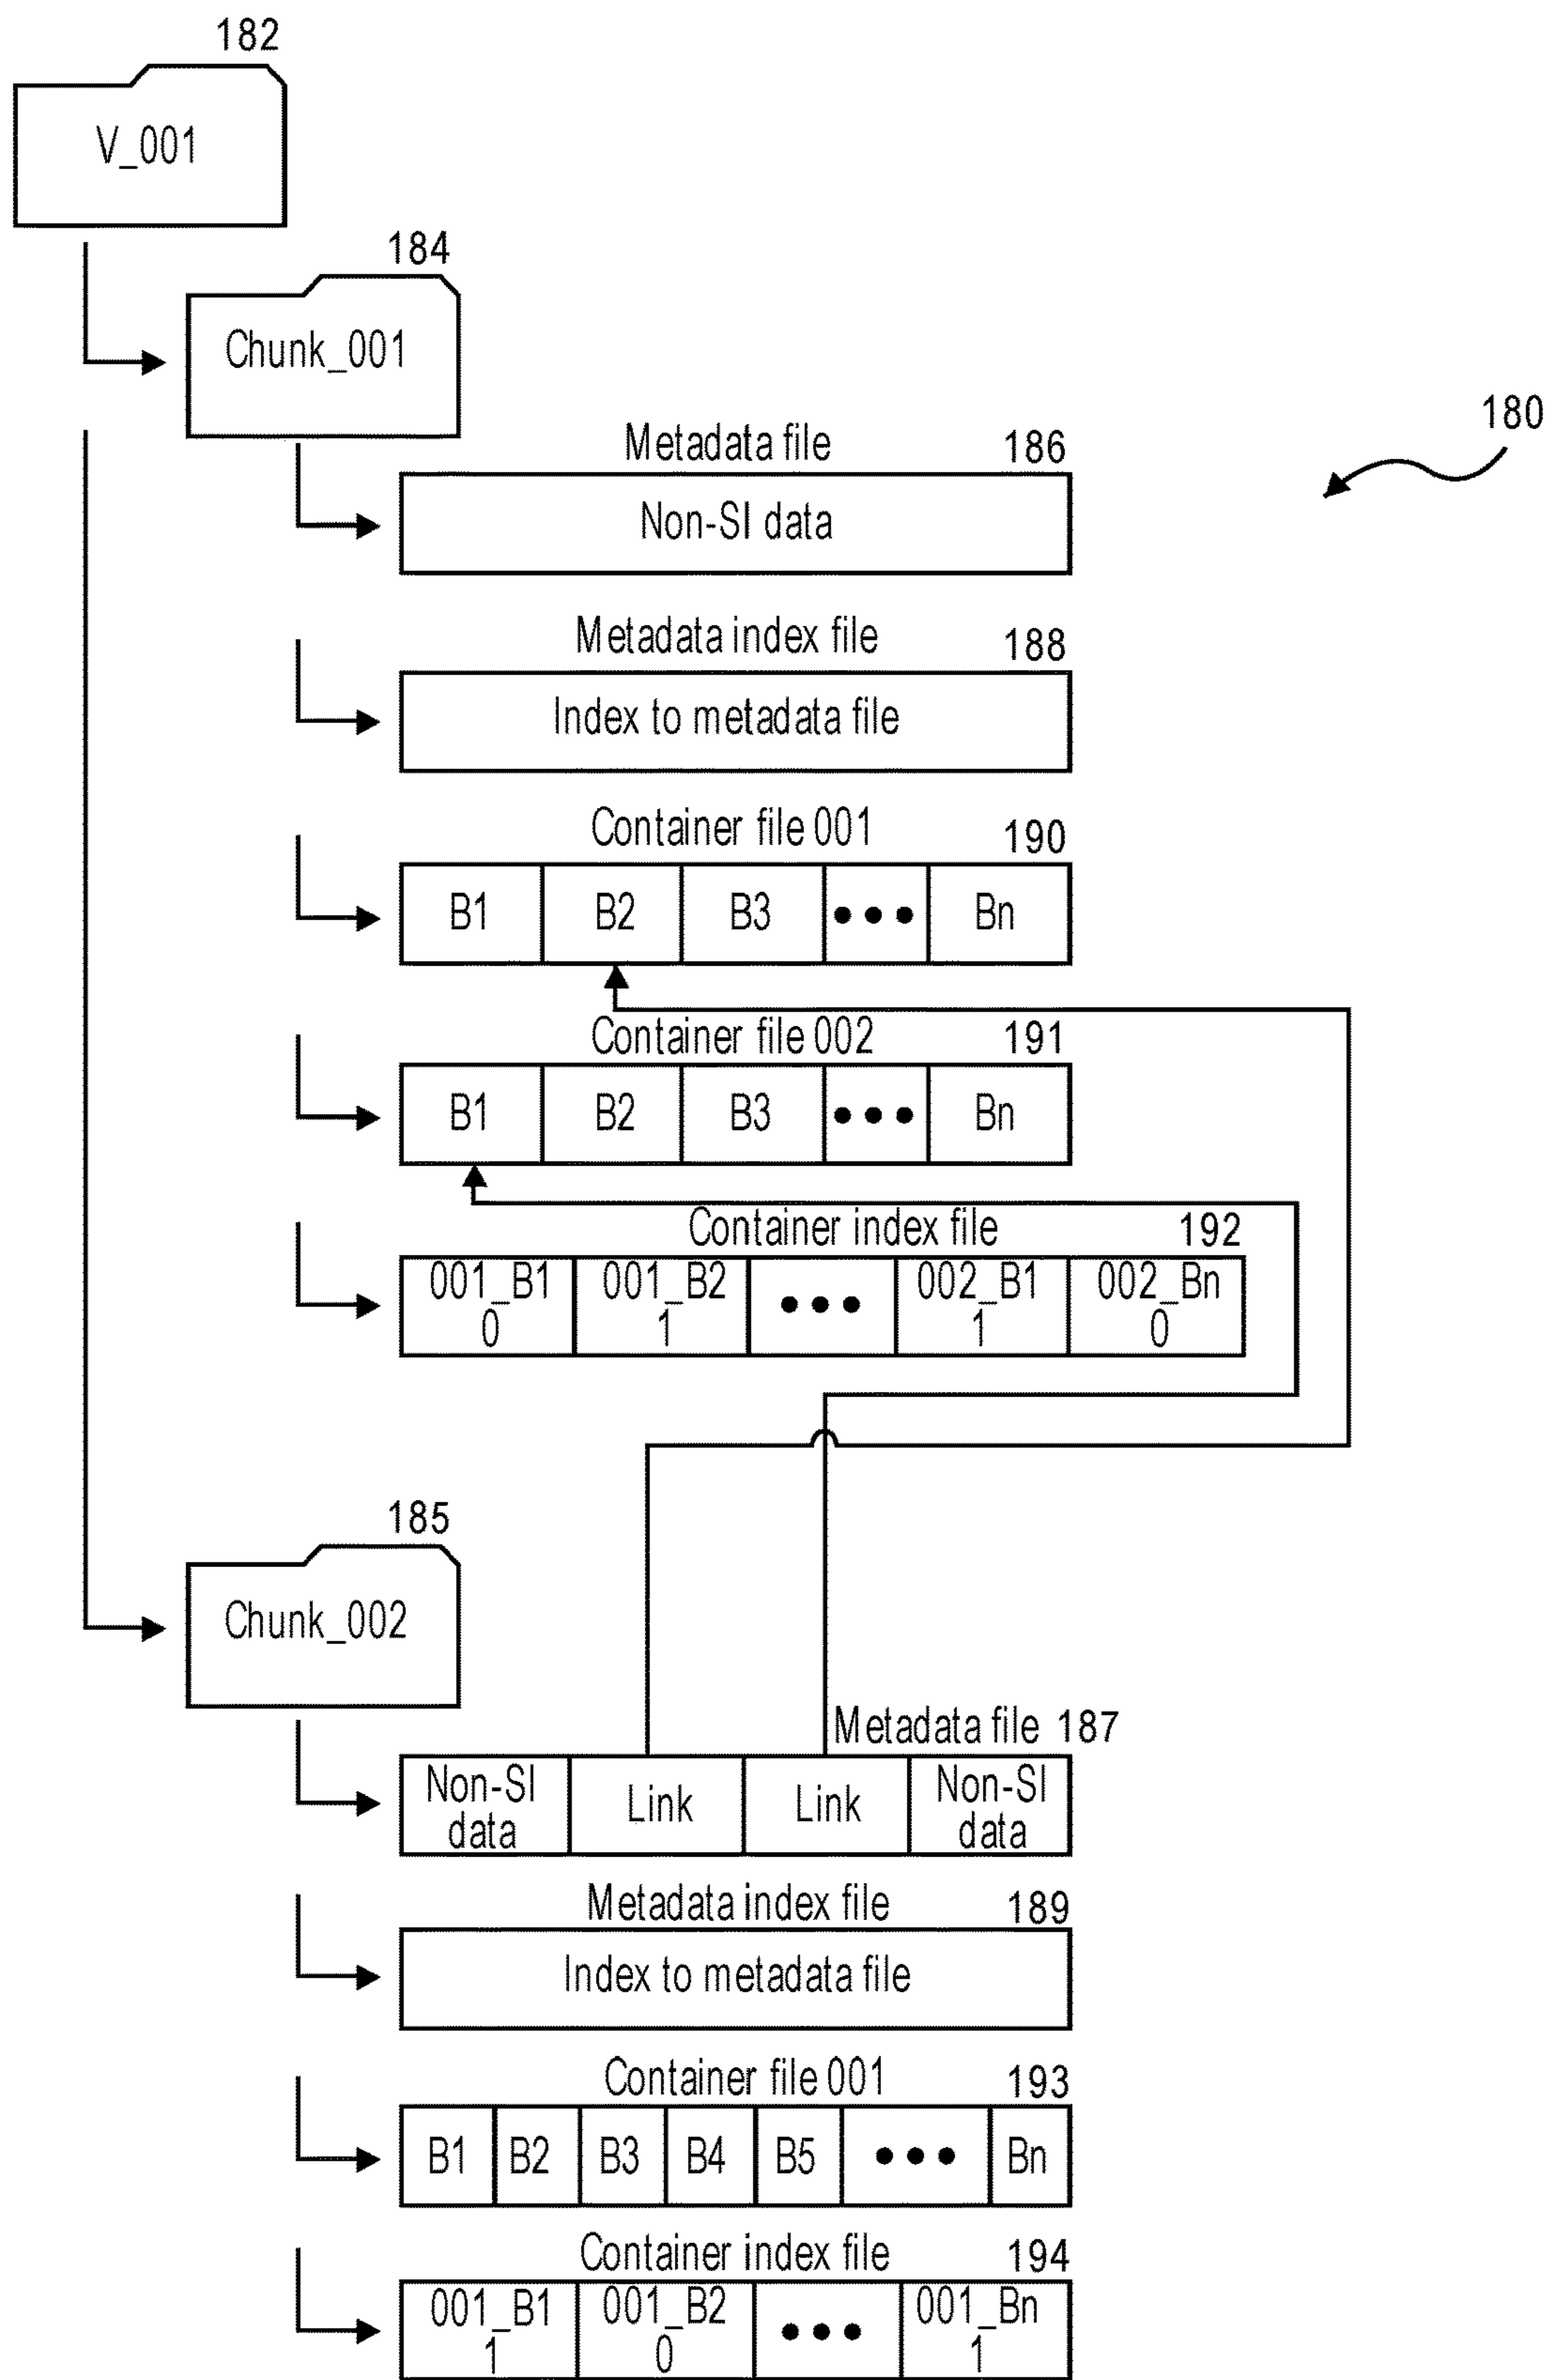 182
V_001
184
Chunk_001
180
Metadata file 186
Non-SI data
Metadata index file 188
Index to metadata file
Container file 001 190
B1 B2 B3 ••• Bn
Container file 002 191
B1 B2 B3 ••• Bn
Container index file 192
001_B1 001_B2 ••• 002_B1 002_Bn
0 1 1 0
185
Chunk_002
Metadata file 187
Non-SI Link Link Non-SI
data data
Metadata index file 189
Index to metadata file
Container file 001 193
B1 B2 B3 B4 B5 ••• Bn
Container index file 194
001_B1 001_B2 ••• 001_Bn
1 0 1